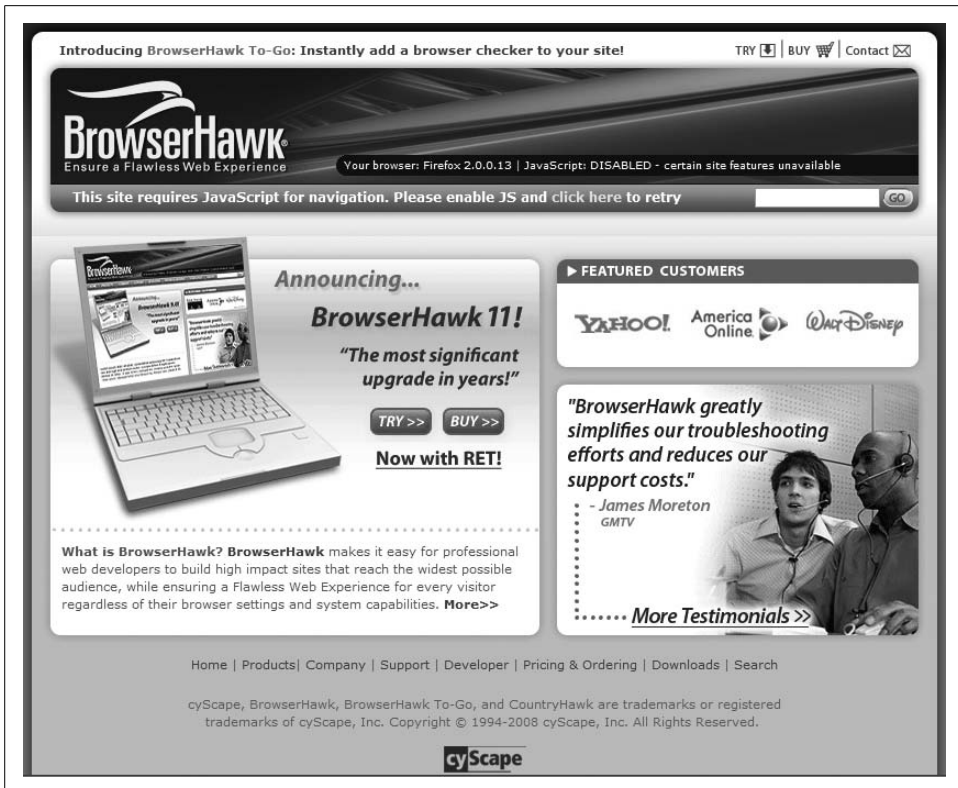 Introducing BrowserHawk To-Go: Instantly add a browser checker to your site!
TRY | BUY | Contact
BrowserHawk®
Ensure a Flawless Web Experience
Your browser: Firefox 2.0.0.13 | JavaScript: DISABLED - certain site features unavailable
This site requires JavaScript for navigation. Please enable JS and click here to retry
GO
Announcing...
BrowserHawk 11!
“The most significant
upgrade in years!”
TRY >> BUY >>
Now with RET!
What is BrowserHawk? BrowserHawk makes it easy for professional
web developers to build high impact sites that reach the widest possible
audience, while ensuring a Flawless Web Experience for every visitor
regardless of their browser settings and system capabilities. More>>
FEATURED CUSTOMERS
YAHOO!
America
Online
Walt Disney
"BrowserHawk greatly
simplifies our troubleshooting
efforts and reduces our
support costs."
- James Moreton
GMTV
More Testimonials >>
Home | Products| Company | Support | Developer | Pricing & Ordering | Downloads | Search
cyScape, BrowserHawk, BrowserHawk To-Go, and CountryHawk are trademarks or registered
trademarks of cyScape, Inc. Copyright © 1994-2008 cyScape, Inc. All Rights Reserved.
cyScape